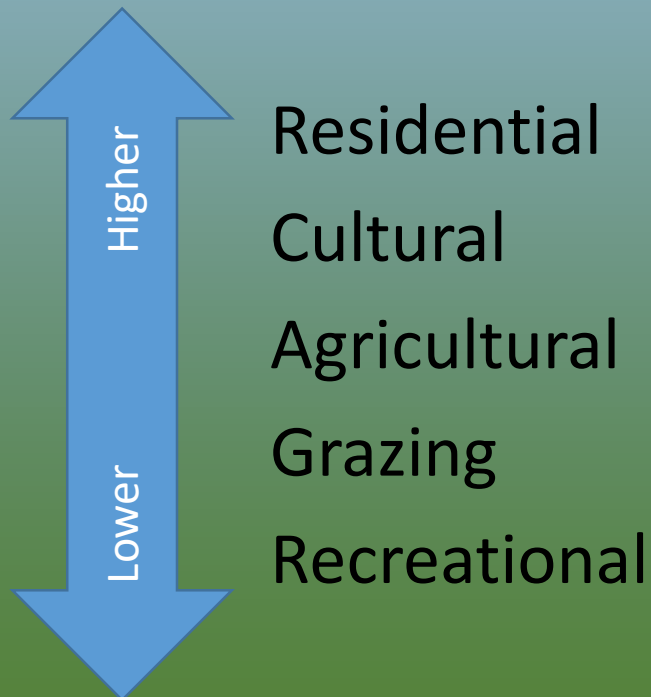 Higher
Residential
Cultural
Agricultural
Grazing
Lower
Recreational